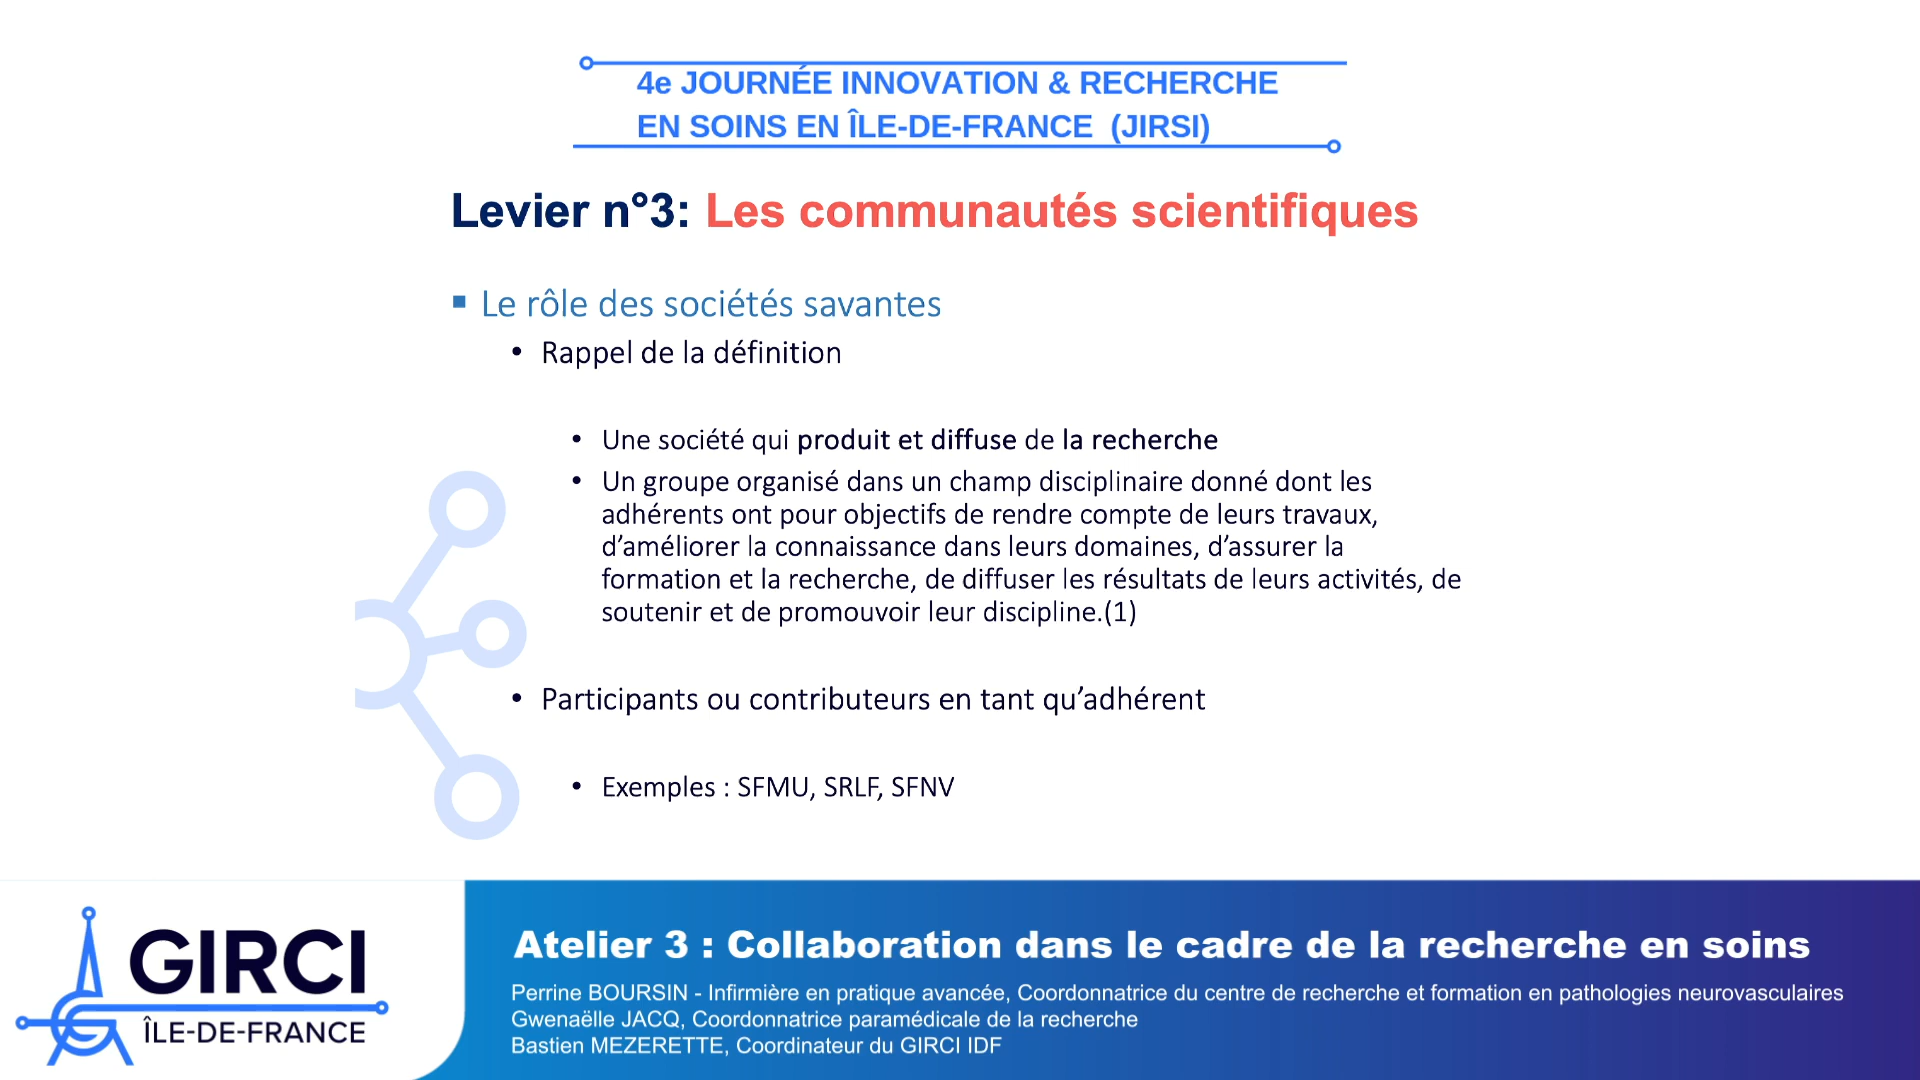 4e JOURNÉE INNOVATION & RECHERCHE
EN SOINS EN ÎLE-DE-FRANCE (JIRSI)
Levier n°3: Les communautés scientifiques
▪ Le rôle des sociétés savantes
• Rappel de la définition
• Une société qui produit et diffuse de la recherche
• Un groupe organisé dans un champ disciplinaire donné dont les
adhérents ont pour objectifs de rendre compte de leurs travaux,
d’améliorer la connaissance dans leurs domaines, d’assurer la
formation et la recherche, de diffuser les résultats de leurs activités, de
soutenir et de promouvoir leur discipline.(1)
• Participants ou contributeurs en tant qu’adhérent
• Exemples : SFMU, SRLF, SFNV
GIRCI
ÎLE-DE-FRANCE
Atelier 3 : Collaboration dans le cadre de la recherche en soins
Perrine BOURSIN - Infirmière en pratique avancée, Coordonnatrice du centre de recherche et formation en pathologies neurovasculaires
Gwenaëlle JACQ, Coordonnatrice paramédicale de la recherche
Bastien MEZERETTE, Coordinateur du GIRCI IDF